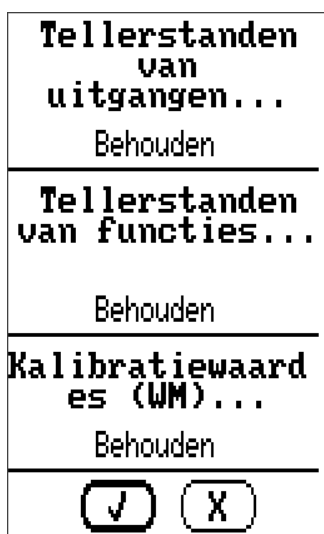 Tellerstanden
van
uitgangen...
Behouden
Tellerstanden
van functies...
Behouden
Kalibratiewaard
es (WM)...
Behouden
√ X